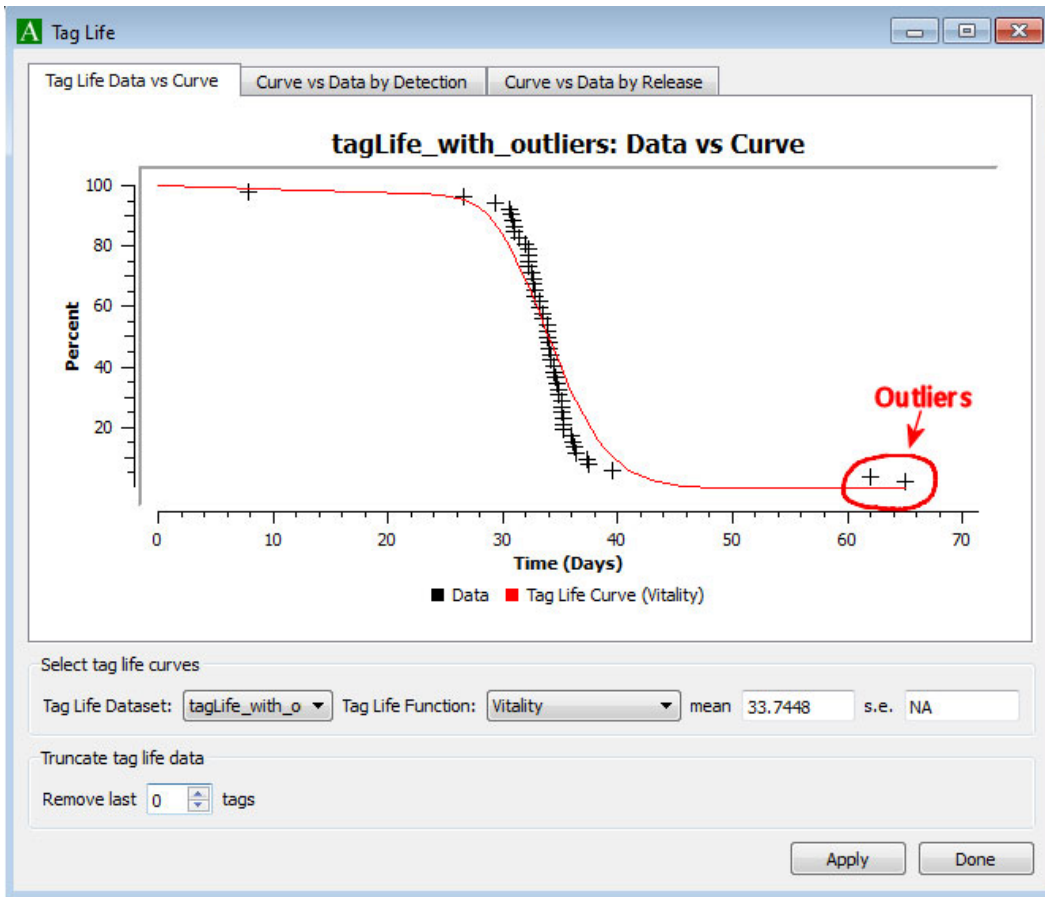 A Tag Life
Tag Life Data vs Curve Curve vs Data by Detection Curve vs Data by Release
tagLife_with_outliers: Data vs Curve
100
80
60
40
20
Percent
Outliers
0 10 20 30 40 50 60 70
Time (Days)
Data Tag Life Curve (Vitality)
Select tag life curves
Tag Life Dataset: tagLife_with_o Tag Life Function: Vitality mean 33.7448 s.e. NA
Truncate tag life data
Remove last 0 tags
Apply Done